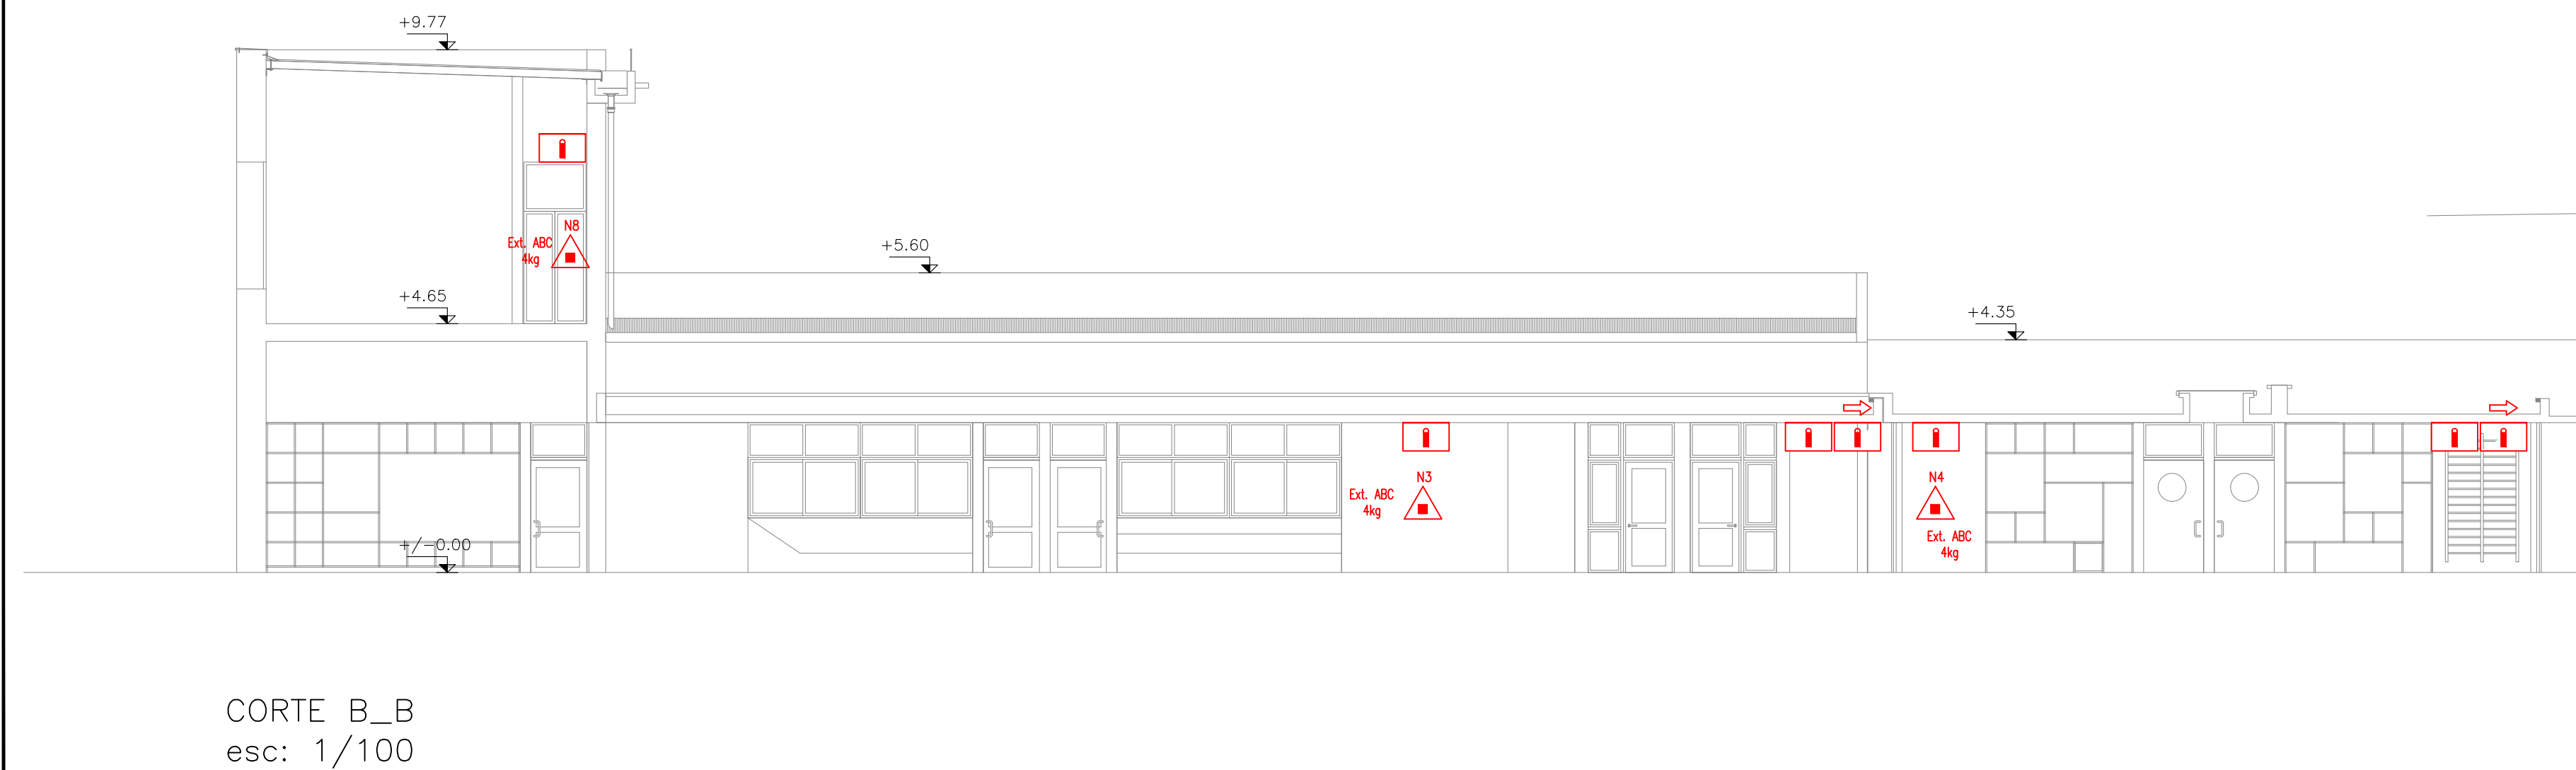 +9.77
N8
Ext. ABC
4kg
+5.60
+4.65
+4.35
N3
Ext. ABC
4kg
N4
Ext. ABC
4kg
+/-0.00
CORTE B_B
esc: 1/100